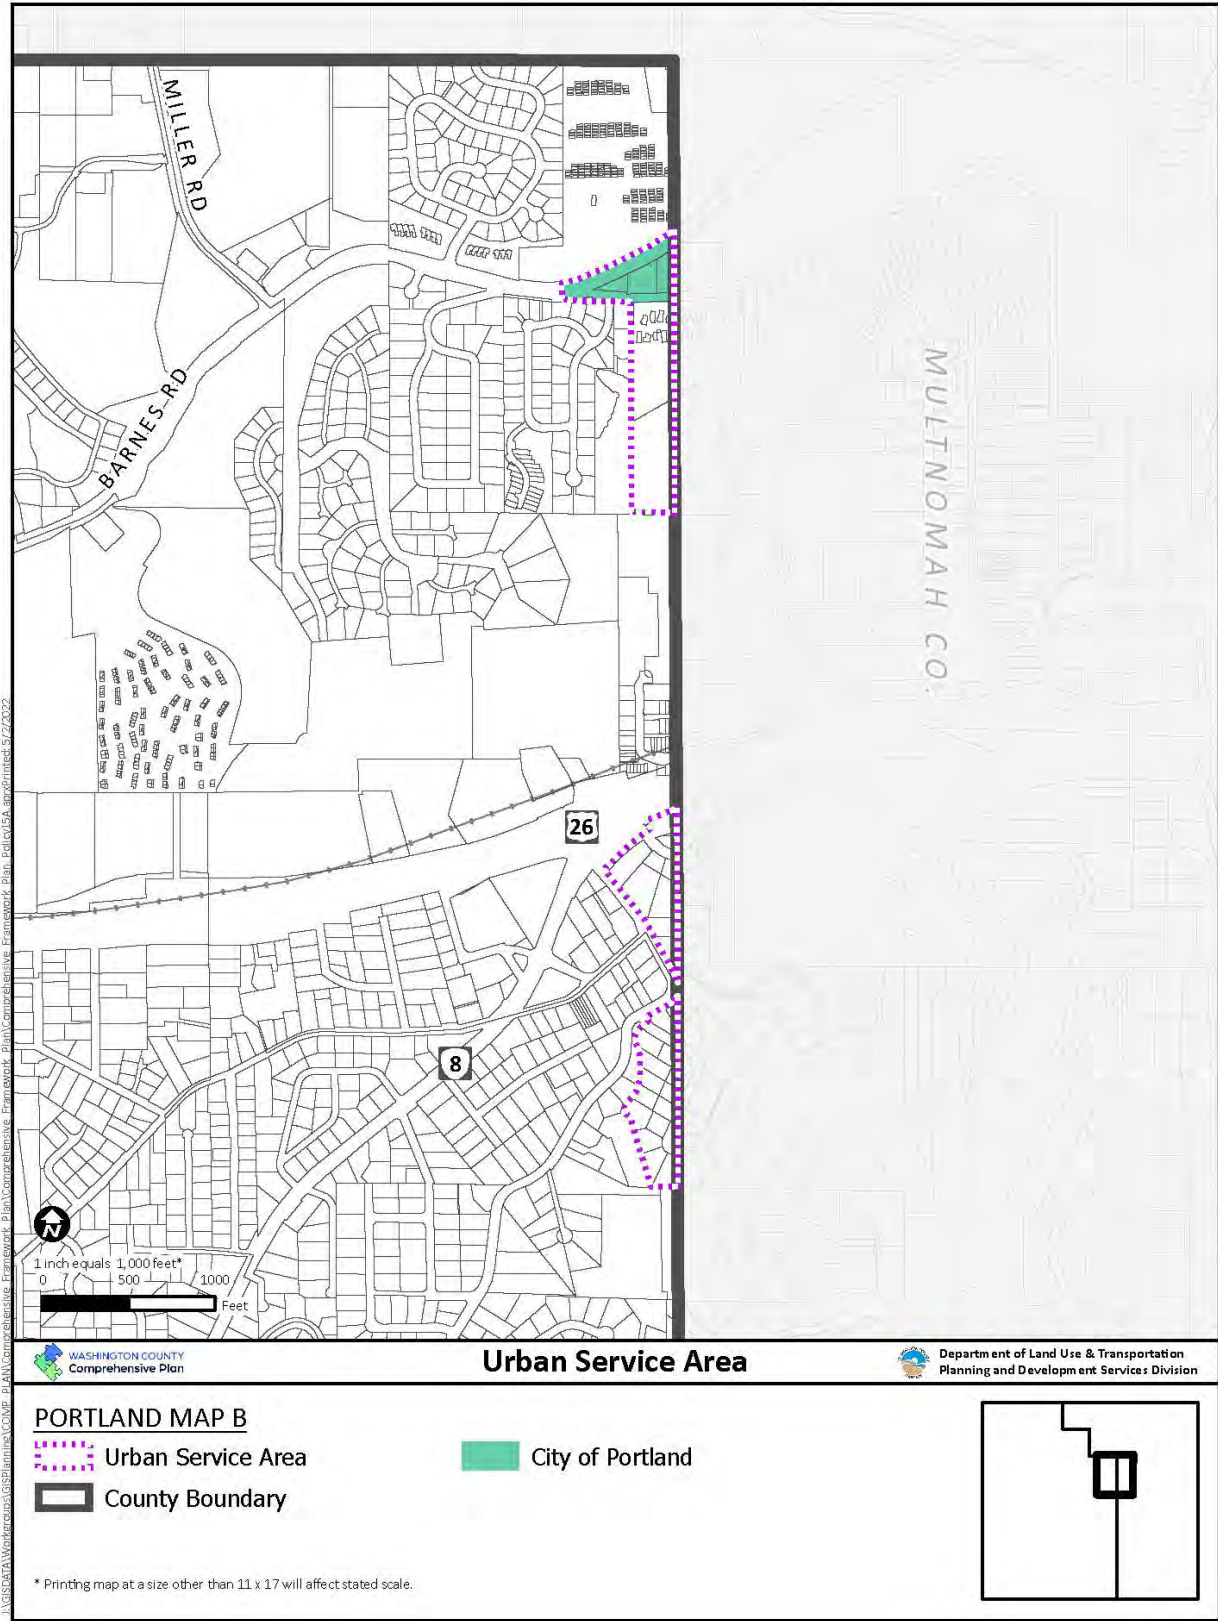 MILLER RD
BARNES RD
MULTNOMAH CO.
26
8
N
1 inch equals 1,000 feet*
0 500 1000
Feet
WASHINGTON COUNTY
Comprehensive Plan
Urban Service Area
Department of Land Use & Transportation
Planning and Development Services Division
PORTLAND MAP B
Urban Service Area
City of Portland
County Boundary
* Printing map at a size other than 11 x 17 will affect stated scale.